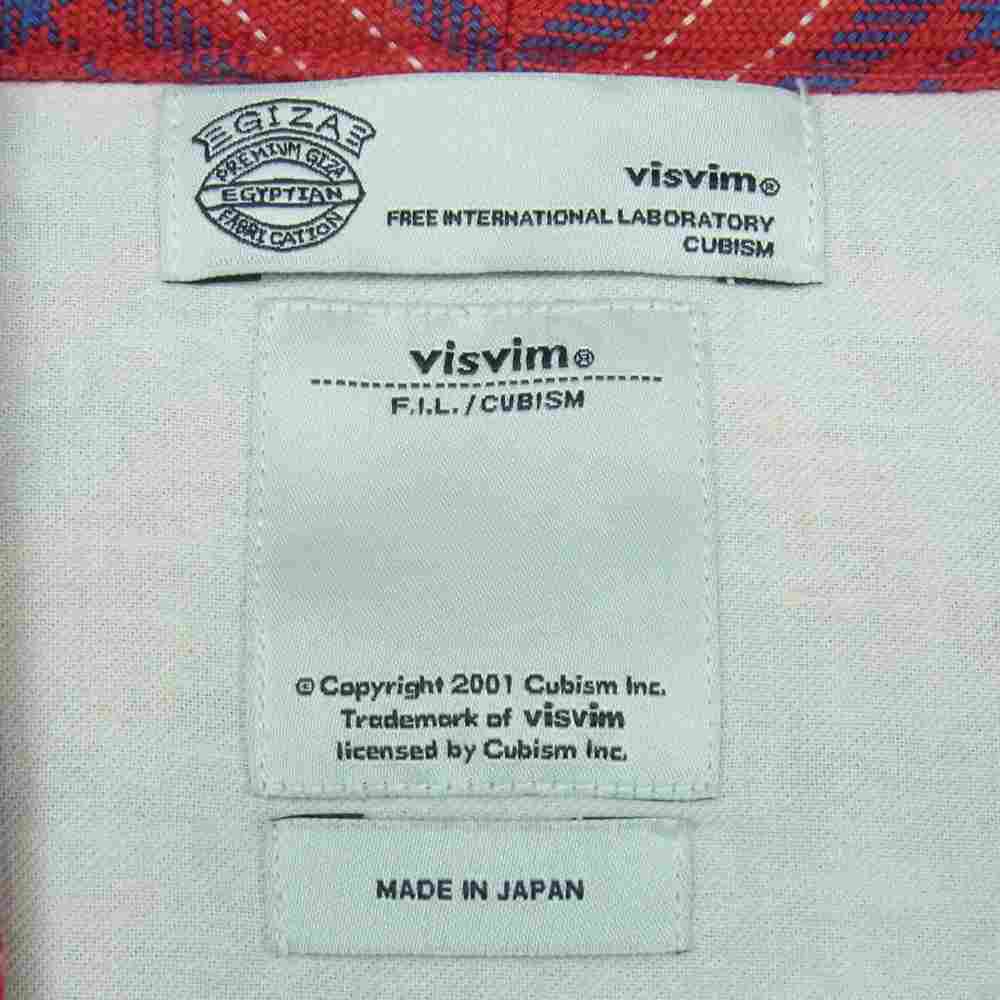 GIZA
PREMIUM GIZA
EGYPTIAN
FABRICATION
visvim®
FREE INTERNATIONAL LABORATORY
CUBISM
visvim®
F.I.L. / CUBISM
© Copyright 2001 Cubism Inc.
Trademark of visvim
licensed by Cubism Inc.
MADE IN JAPAN